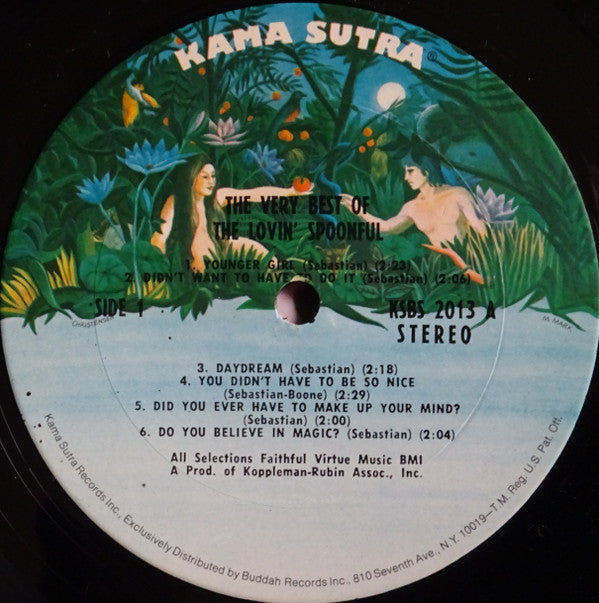 KAMA SUTRA®
THE VERY BEST OF
THE LOVIN' SPOONFUL
1. YOUNGER GIRL (Sebastian) (2:23)
2. DIDN'T WANT TO HAVE TO DO IT (Sebastian) (2:06)
SIDE 1
KSBS 2013 A
STEREO
CHRISTENSEN
M. MARK
3. DAYDREAM (Sebastian) (2:18)
4. YOU DIDN'T HAVE TO BE SO NICE
(Sebastian-Boone) (2:29)
5. DID YOU EVER HAVE TO MAKE UP YOUR MIND?
(Sebastian) (2:00)
6. DO YOU BELIEVE IN MAGIC? (Sebastian) (2:04)
All Selections Faithful Virtue Music BMI
A Prod. of Koppleman-Rubin Assoc., Inc.
Kama Sutra Records Inc., Exclusively Distributed by Buddah Records Inc., 810 Seventh Ave., N.Y. 10019—T.M. Reg. U.S. Pat. Off.